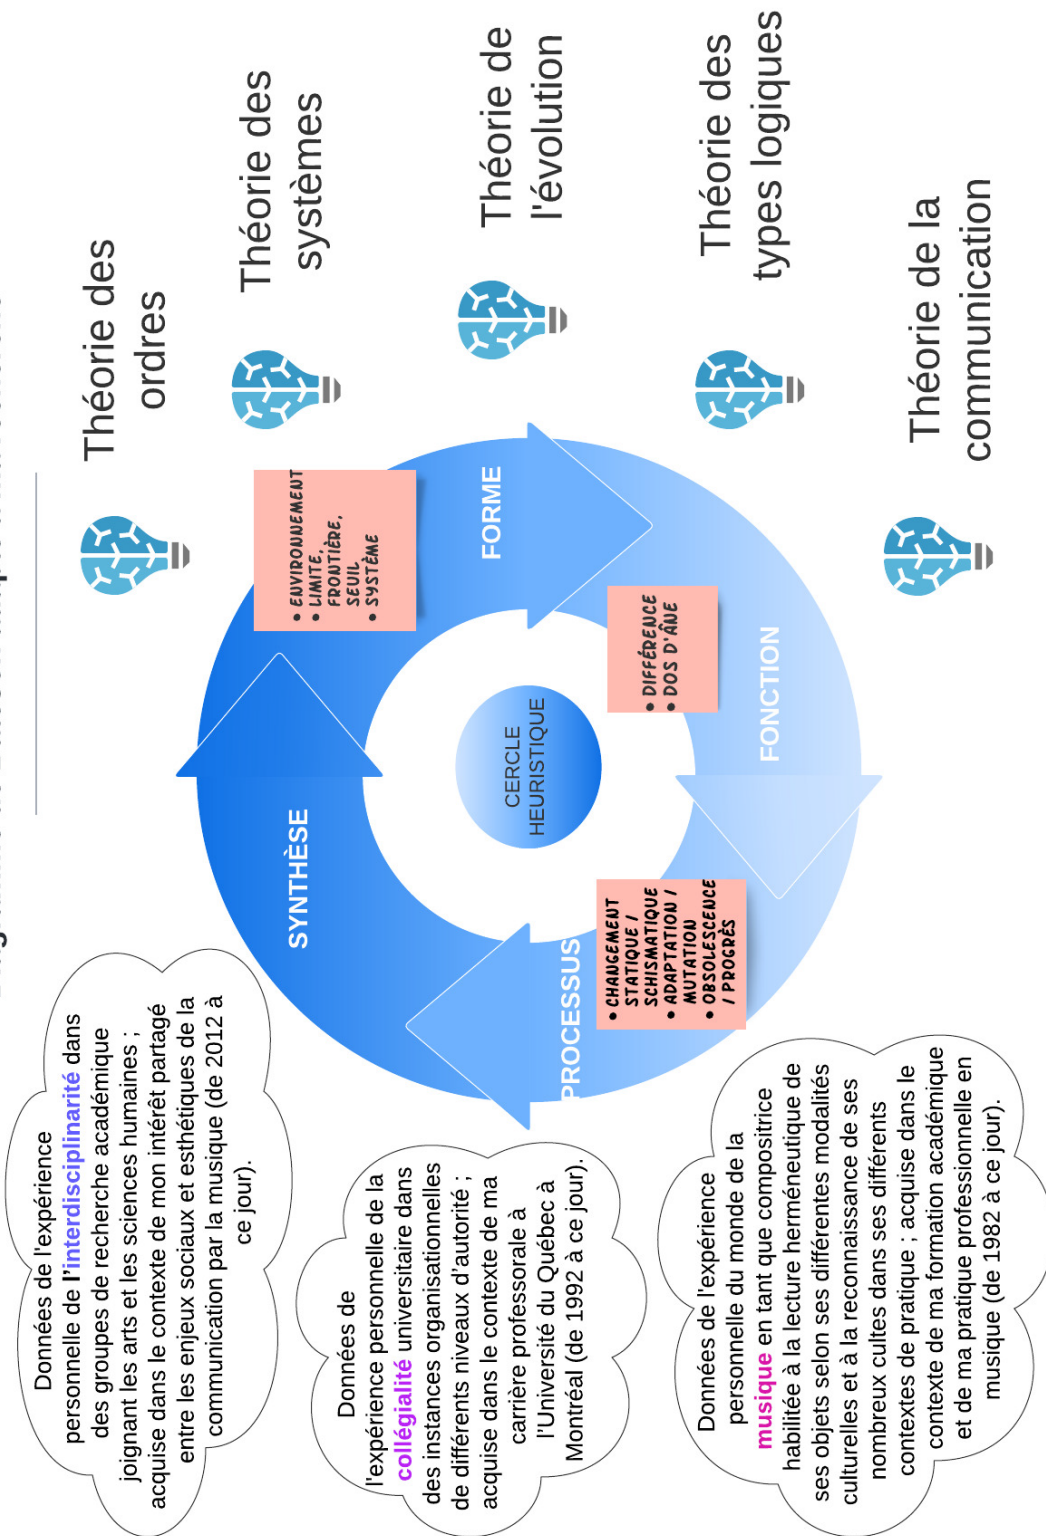 Données de l'expérience
personnelle de l'interdisciplinarité dans
des groupes de recherche académique
joignant les arts et les sciences humaines ;
acquise dans le contexte de mon intérêt partagé
entre les enjeux sociaux et esthétiques de la
communication par la musique (de 2012 à
ce jour).
Données de
l'expérience personnelle de la
collégialité universitaire dans
des instances organisationnelles
de différents niveaux d'autorité ;
acquise dans le contexte de ma
carrière professorale à
l'Université du Québec à
Montréal (de 1992 à ce jour).
Données de l'expérience
personnelle du monde de la
musique en tant que compositrice
habilitée à la lecture herméneutique de
ses objets selon ses différentes modalités
culturelles et à la reconnaissance de ses
nombreux cultes dans ses différents
contextes de pratique ; acquise dans le
contexte de ma formation académique
et de ma pratique professionnelle en
musique (de 1982 à ce jour).
SYNTHÈSE
• ENVIRONNEMENT
• LIMITE,
FRONTIÈRE,
SEUIL
• SYSTÈME
FORME
CERCLE
HEURISTIQUE
PROCESSUS
• CHANGEMENT
STATIQUE /
SCHISMATIQUE
• ADAPTATION /
MUTATION
• OBSOLESCENCE
/ PROGRÈS
• DIFFÉRENCE
• DOS D'ÂNE
FONCTION
Théorie des
ordres
Théorie des
systèmes
Théorie de
l'évolution
Théorie des
types logiques
Théorie de la
communication